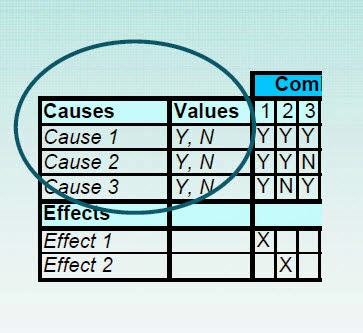 Com
Causes Values 1 2 3
Cause 1 Y, N Y Y Y
Cause 2 Y, N Y Y N
Cause 3 Y, N Y N Y
Effects
Effect 1 X
Effect 2 X